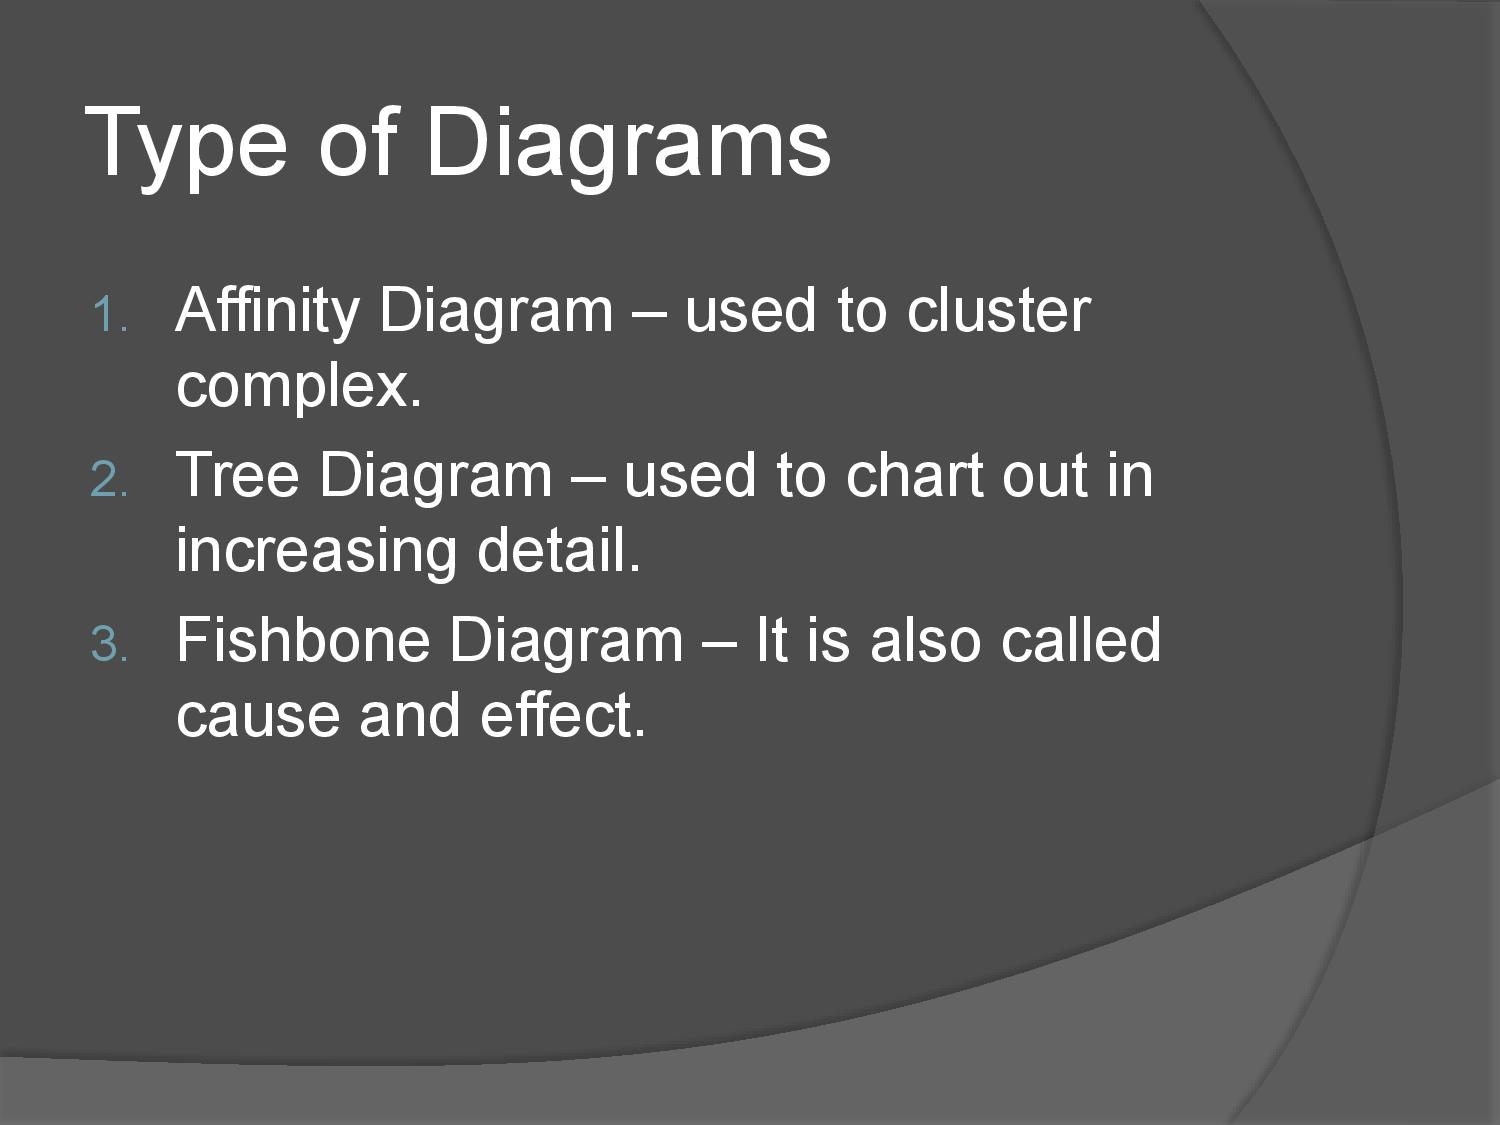 Type of Diagrams
1. Affinity Diagram – used to cluster
complex.
2. Tree Diagram – used to chart out in
increasing detail.
3. Fishbone Diagram – It is also called
cause and effect.